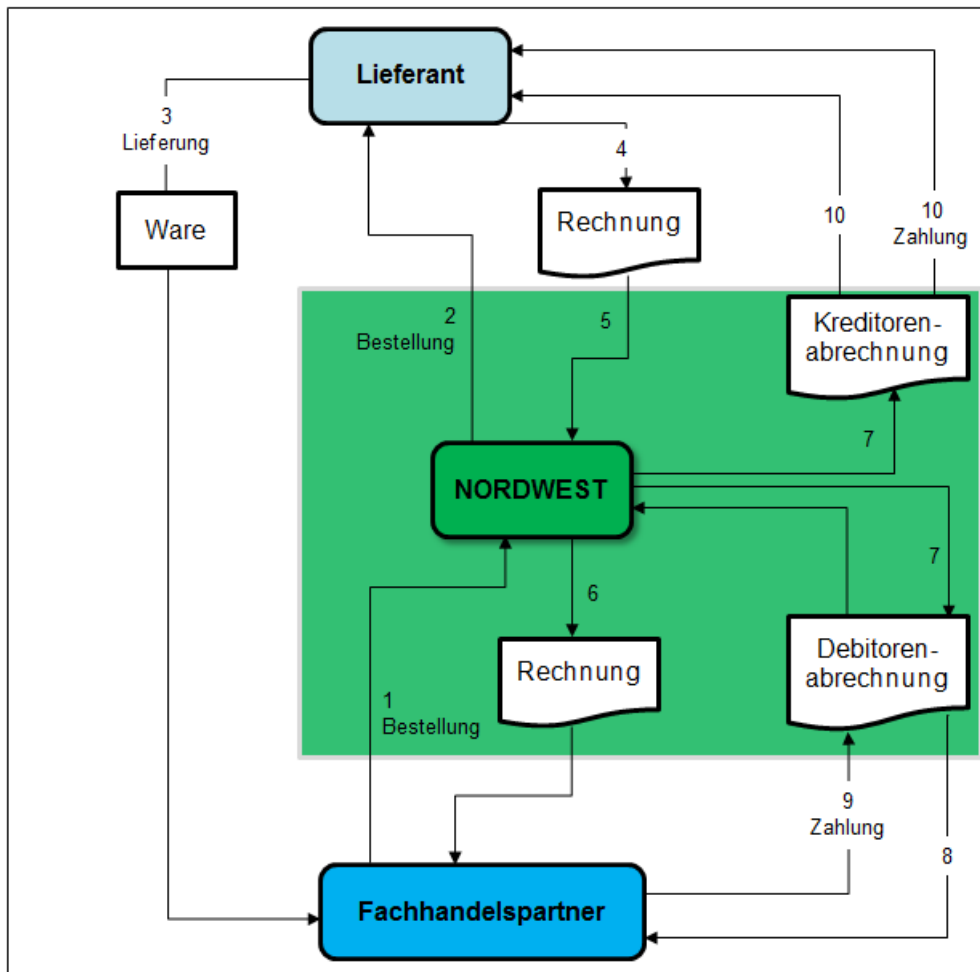 Lieferant
3
Lieferung
4
Ware
Rechnung
10
10
Zahlung
2
Bestellung
5
Kreditoren-
abrechnung
7
NORDWEST
7
6
Rechnung
Debitoren-
abrechnung
1
Bestellung
9
Zahlung
8
Fachhandelspartner